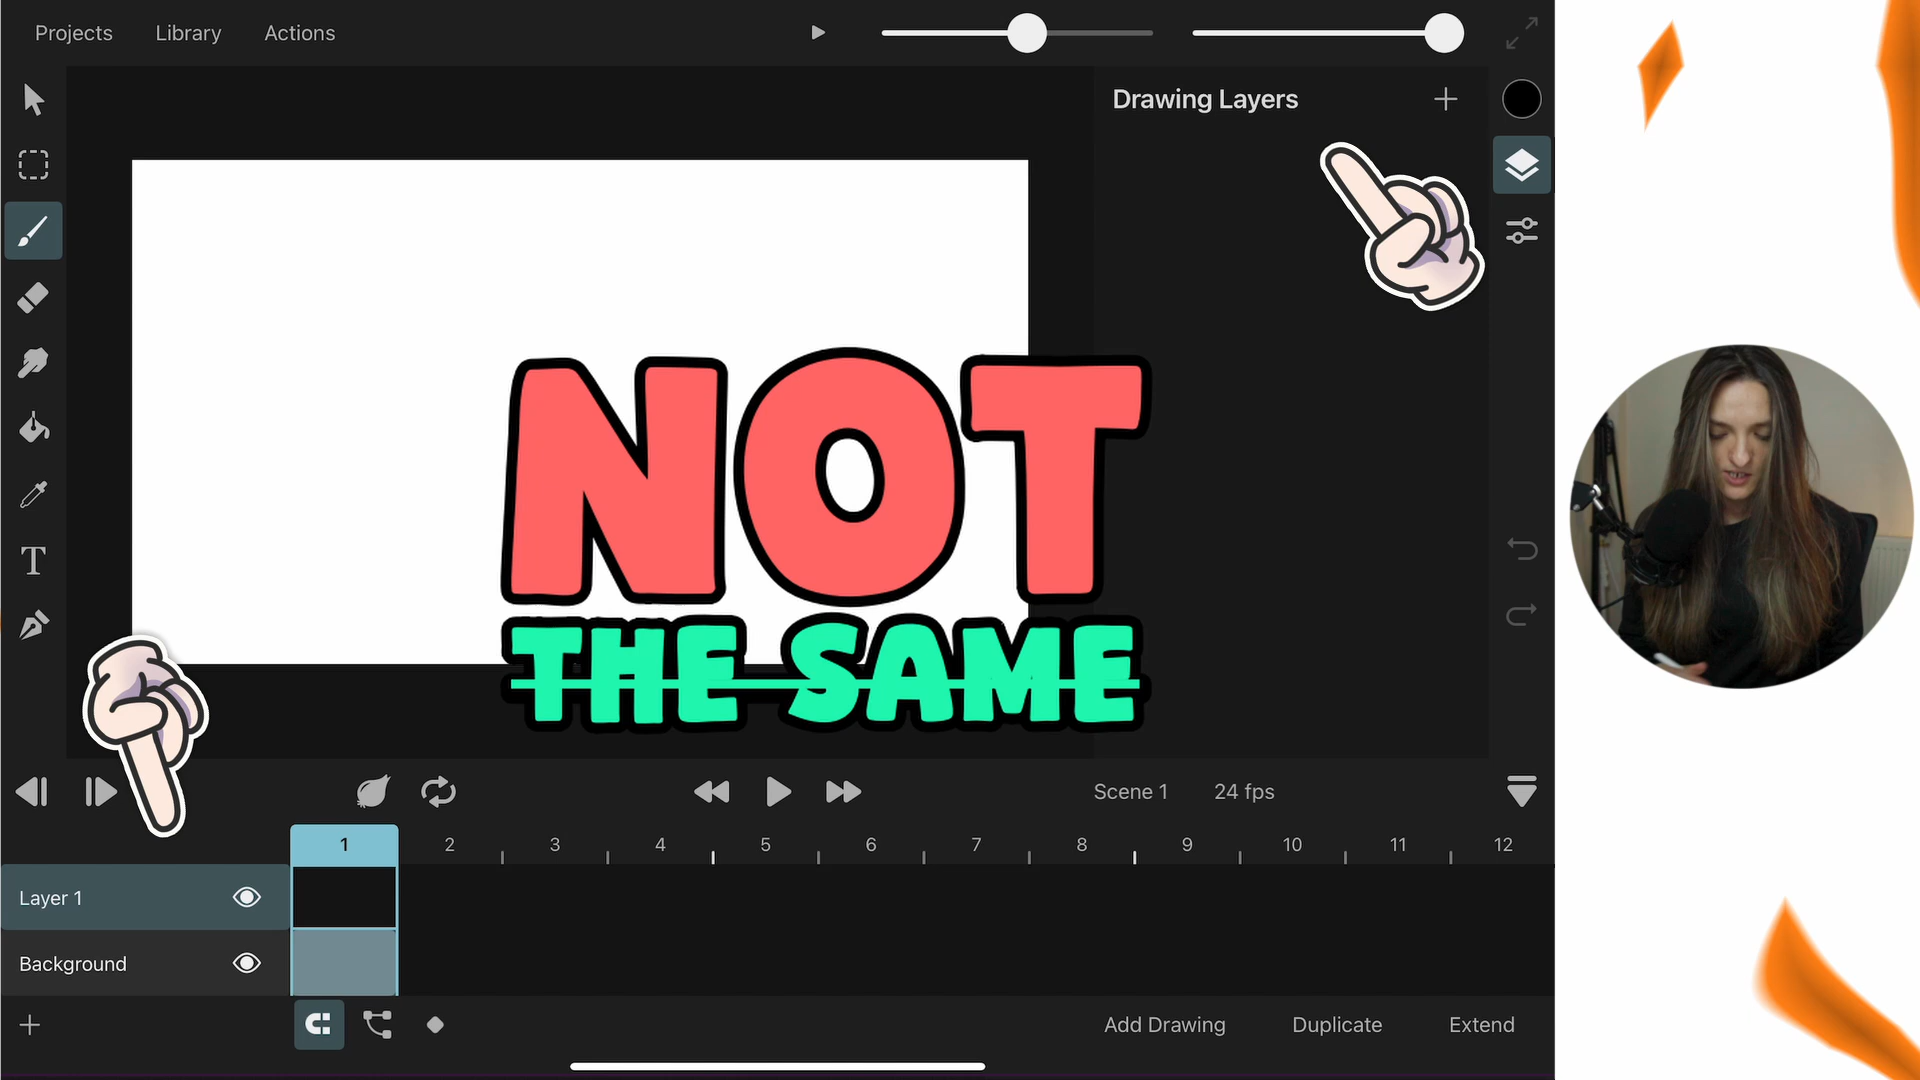 Projects Library Actions
Drawing Layers
T
NOT
THE SAME
Scene 1 24 fps
1 2 3 4 5 6 7 8 9 10 11 12
Layer 1
Background
Add Drawing Duplicate Extend